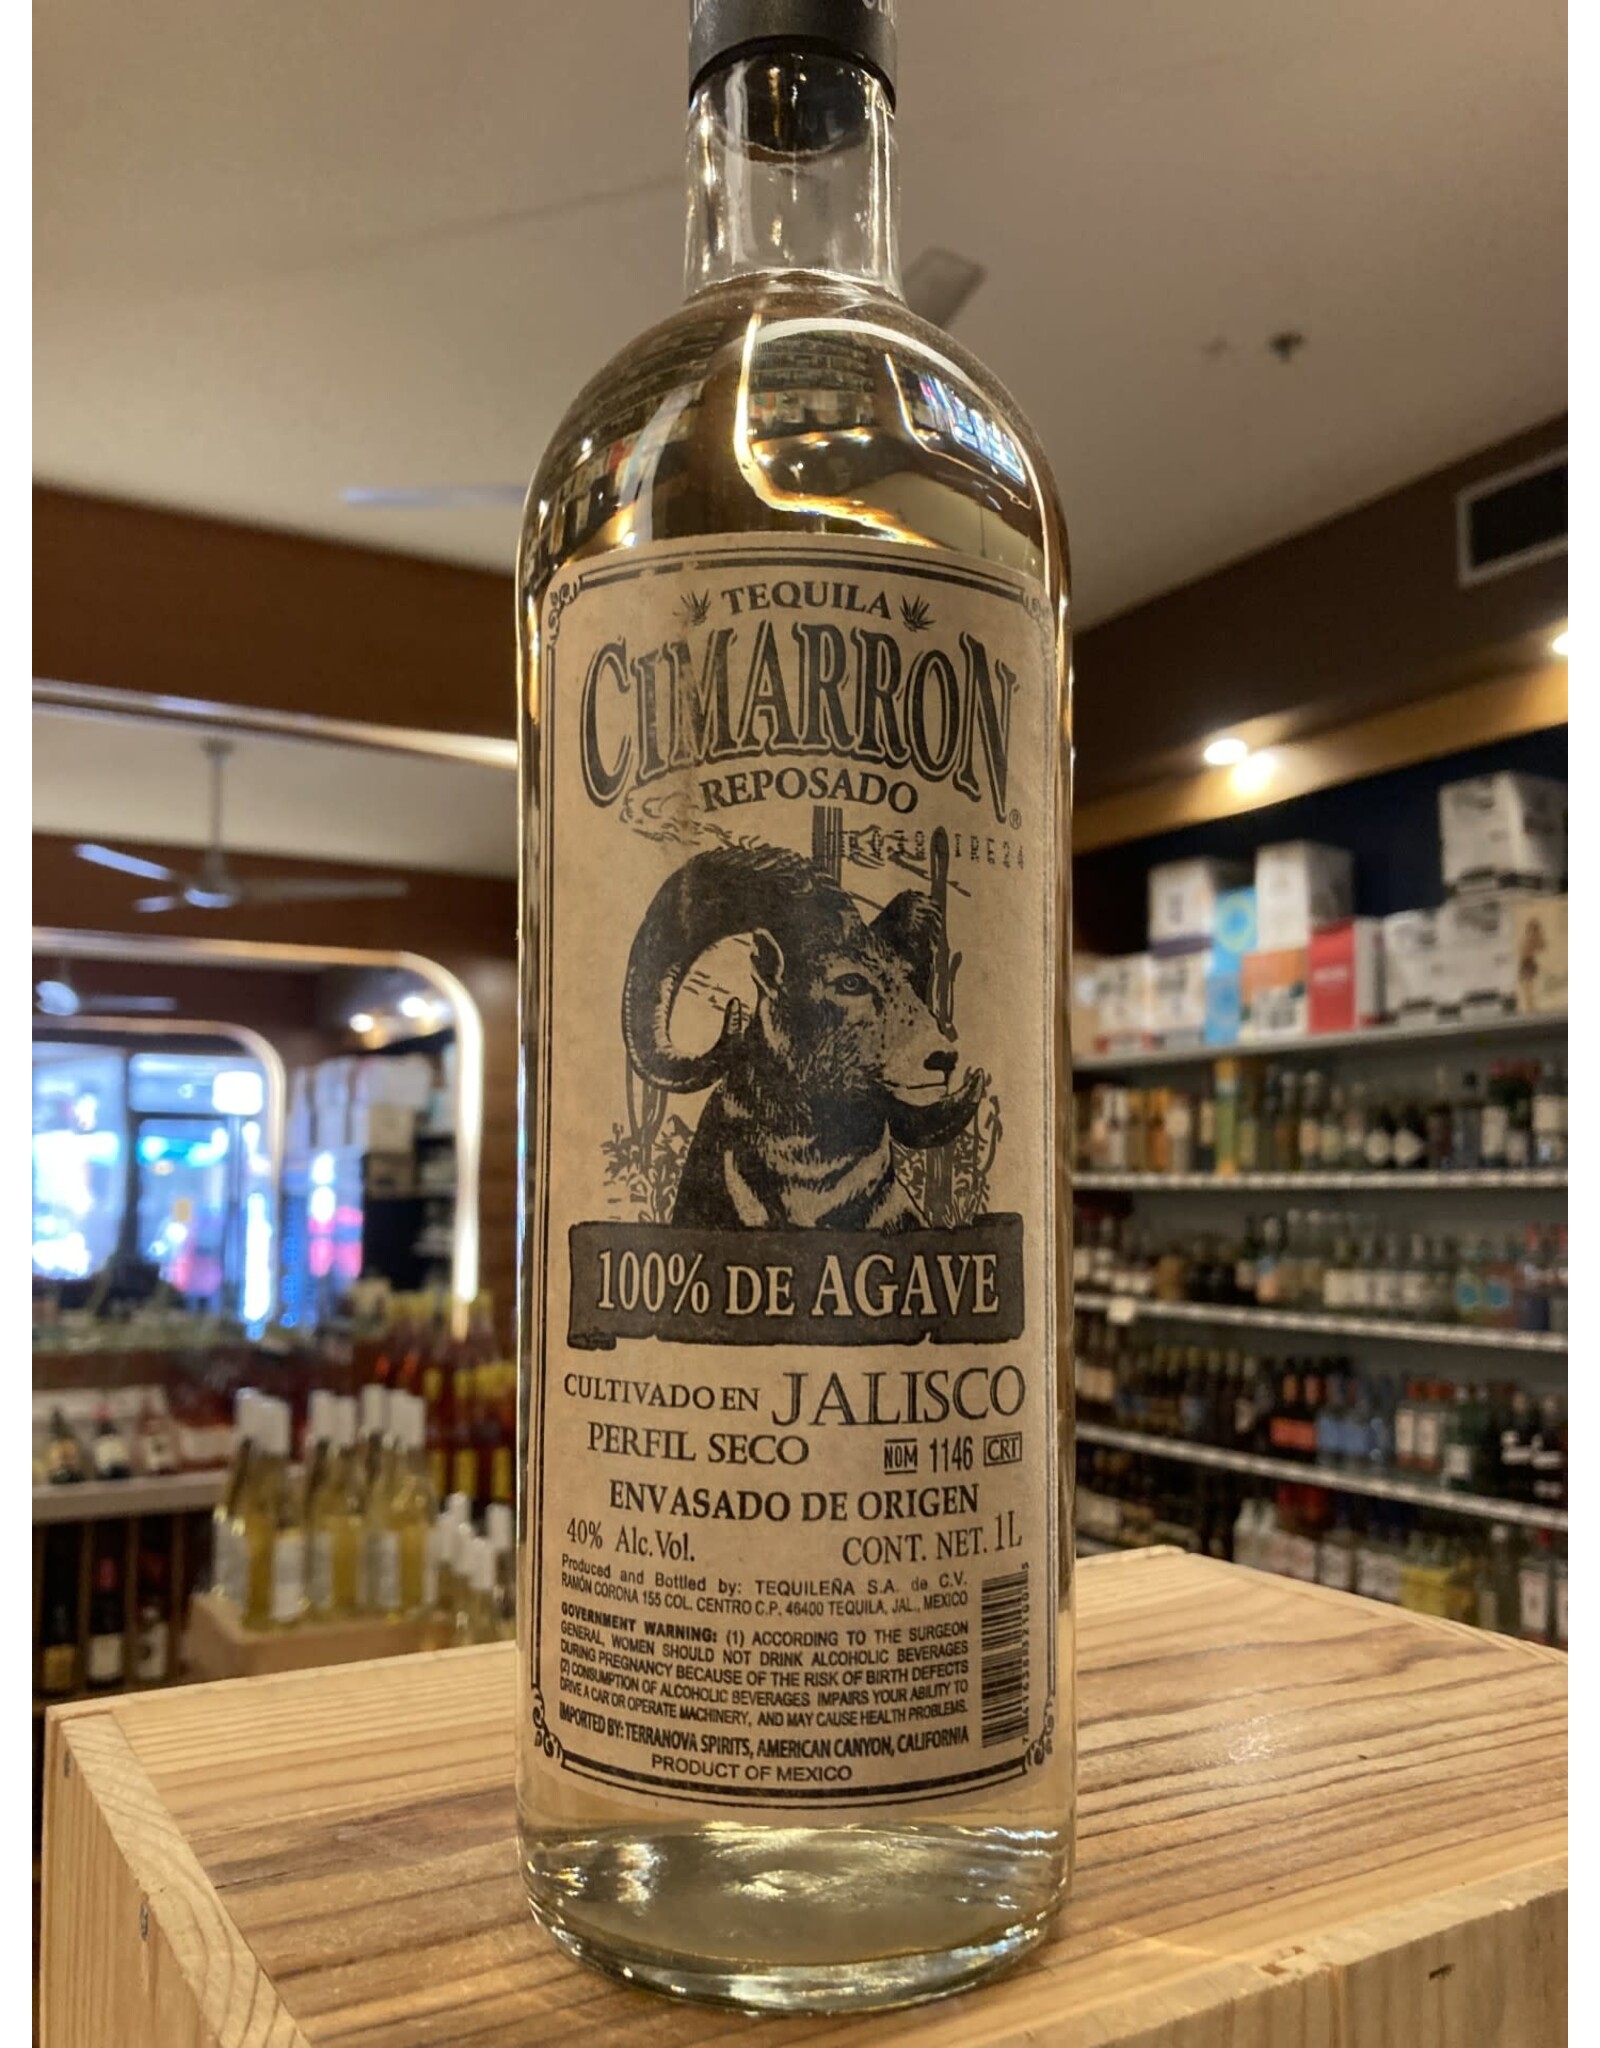 TEQUILA
CIMARRON®
REPOSADO
100% DE AGAVE
CULTIVADO EN JALISCO
PERFIL SECO NOM 1146 CRT
ENVASADO DE ORIGEN
40% Alc.Vol. CONT. NET. 1L
Produced and Bottled by: TEQUILEÑA S.A. de C.V.
RAMÓN CORONA 155 COL. CENTRO C.P. 46400 TEQUILA, JAL., MEXICO
GOVERNMENT WARNING: (1) ACCORDING TO THE SURGEON
GENERAL, WOMEN SHOULD NOT DRINK ALCOHOLIC BEVERAGES
DURING PREGNANCY BECAUSE OF THE RISK OF BIRTH DEFECTS
(2) CONSUMPTION OF ALCOHOLIC BEVERAGES IMPAIRS YOUR ABILITY TO
DRIVE A CAR OR OPERATE MACHINERY, AND MAY CAUSE HEALTH PROBLEMS.
IMPORTED BY: TERRANOVA SPIRITS, AMERICAN CANYON, CALIFORNIA
PRODUCT OF MEXICO